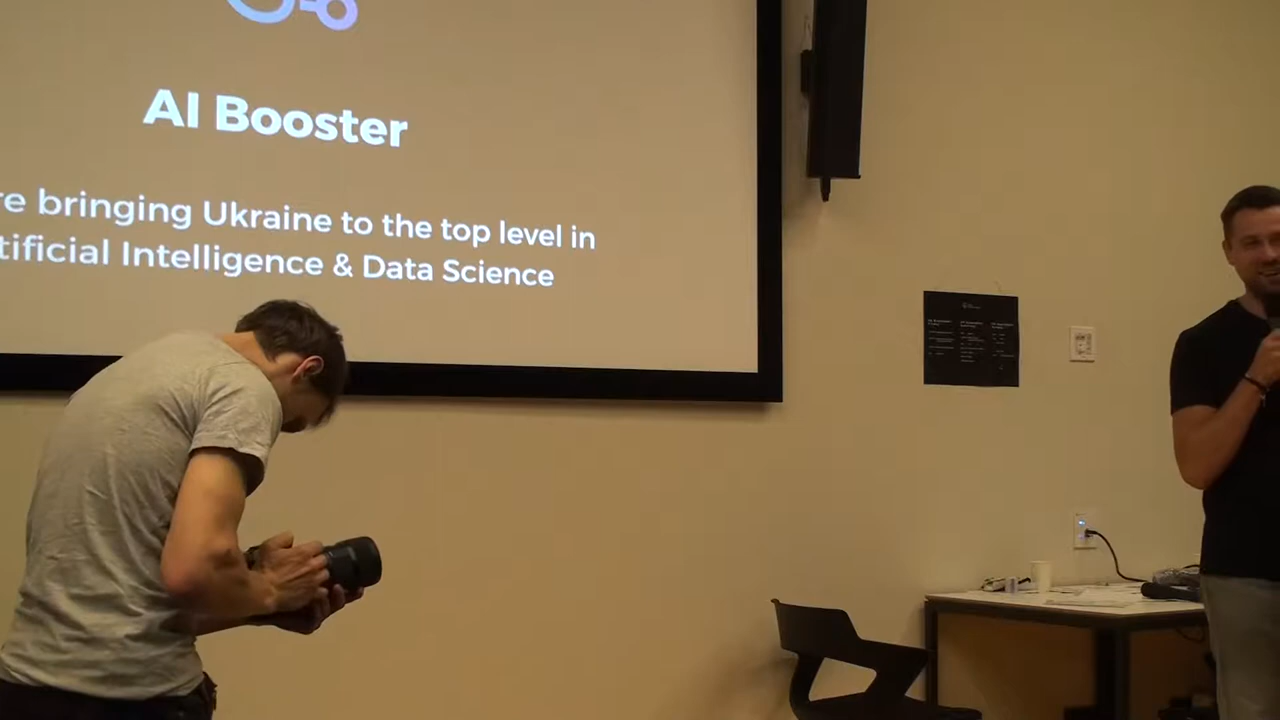 AI Booster
re bringing Ukraine to the top level in
tificial Intelligence & Data Science